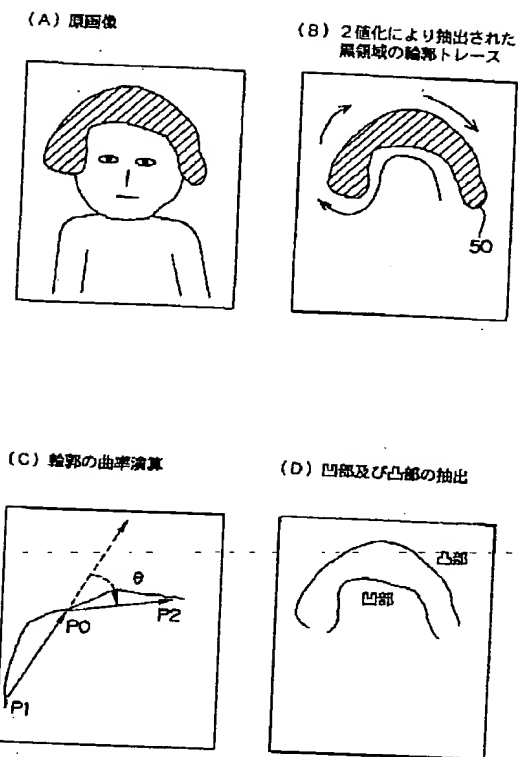 (A) 原画像
(B) 2値化により抽出された
黒領域の輪郭トレース
50
(C) 輪郭の曲率演算
θ
P0
P2
P1
(D) 凹部及び凸部の抽出
凸部
凹部